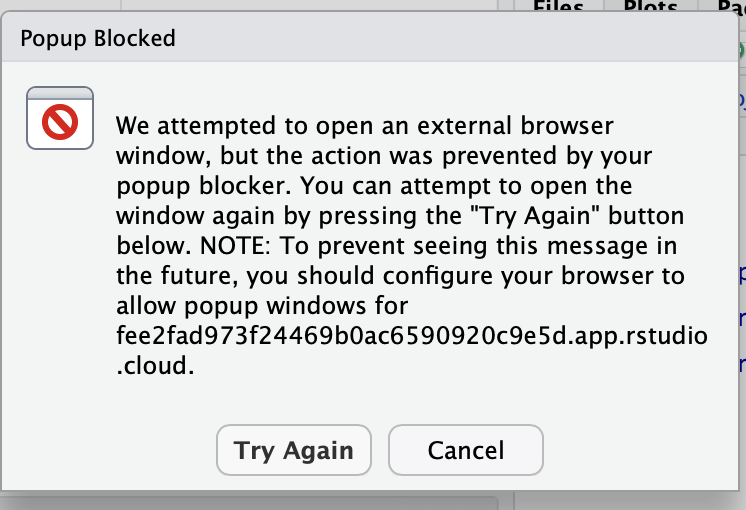 Files Plots
Popup Blocked
We attempted to open an external browser
window, but the action was prevented by your
popup blocker. You can attempt to open the
window again by pressing the "Try Again" button
below. NOTE: To prevent seeing this message in
the future, you should configure your browser to
allow popup windows for
fee2fad973f24469b0ac6590920c9e5d.app.rstudio
.cloud.
Try Again Cancel